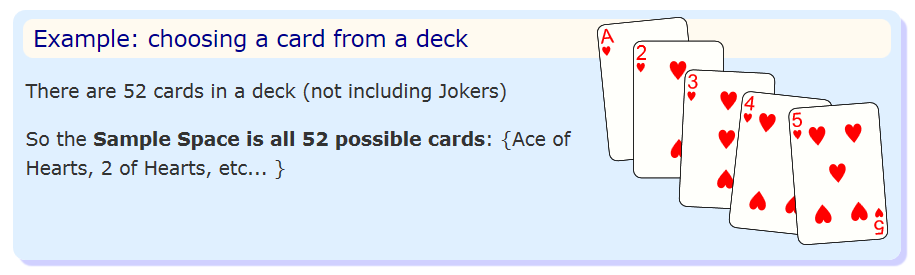 Example: choosing a card from a deck
There are 52 cards in a deck (not including Jokers)
So the Sample Space is all 52 possible cards: {Ace of
Hearts, 2 of Hearts, etc... }
A
2
3
4
5
5